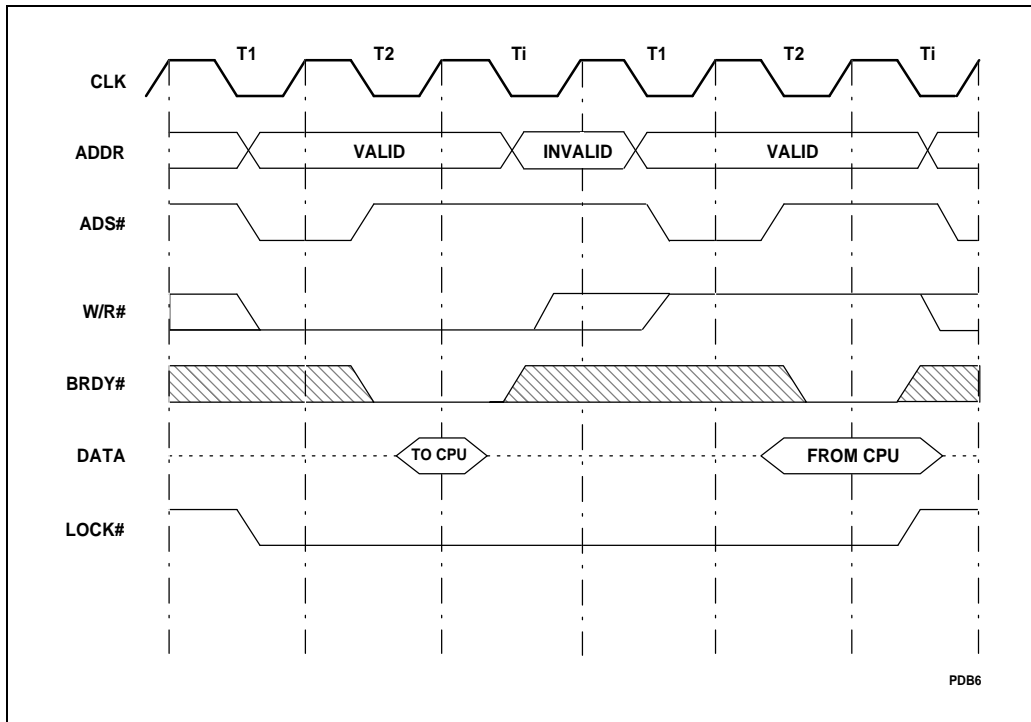 T1 T2 Ti T1 T2 Ti
CLK
ADDR VALID INVALID VALID
ADS#
W/R#
BRDY#
DATA TO CPU FROM CPU
LOCK#
PDB6